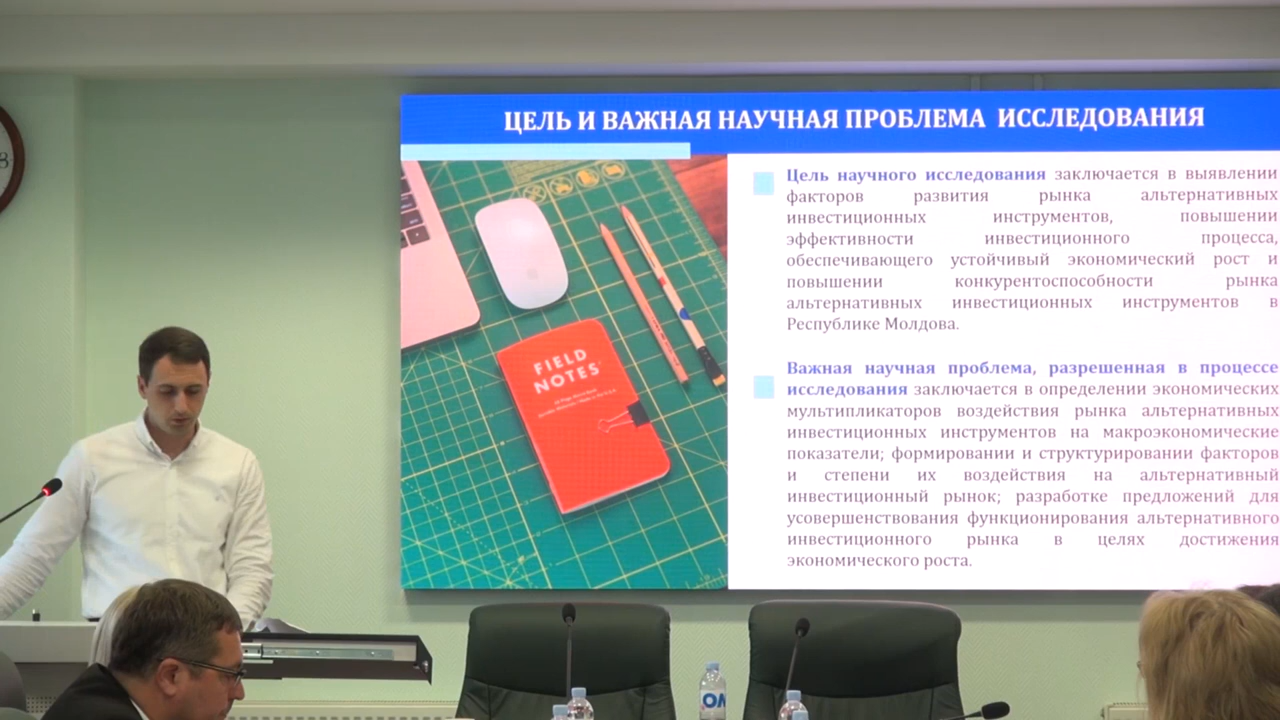 ЦЕЛЬ И ВАЖНАЯ НАУЧНАЯ ПРОБЛЕМА ИССЛЕДОВАНИЯ
Цель научного исследования заключается в выявлении
факторов развития рынка альтернативных
инвестиционных инструментов, повышении
эффективности инвестиционного процесса,
обеспечивающего устойчивый экономический рост и
повышении конкурентоспособности рынка
альтернативных инвестиционных инструментов в
Республике Молдова.
Важная научная проблема, разрешенная в процессе
исследования заключается в определении экономических
мультипликаторов воздействия рынка альтернативных
инвестиционных инструментов на макроэкономические
показатели; формировании и структурировании факторов
и степени их воздействия на альтернативный
инвестиционный рынок; разработке предложений для
усовершенствования функционирования альтернативного
инвестиционного рынка в целях достижения
экономического роста.
FIELD
NOTES
OM
8